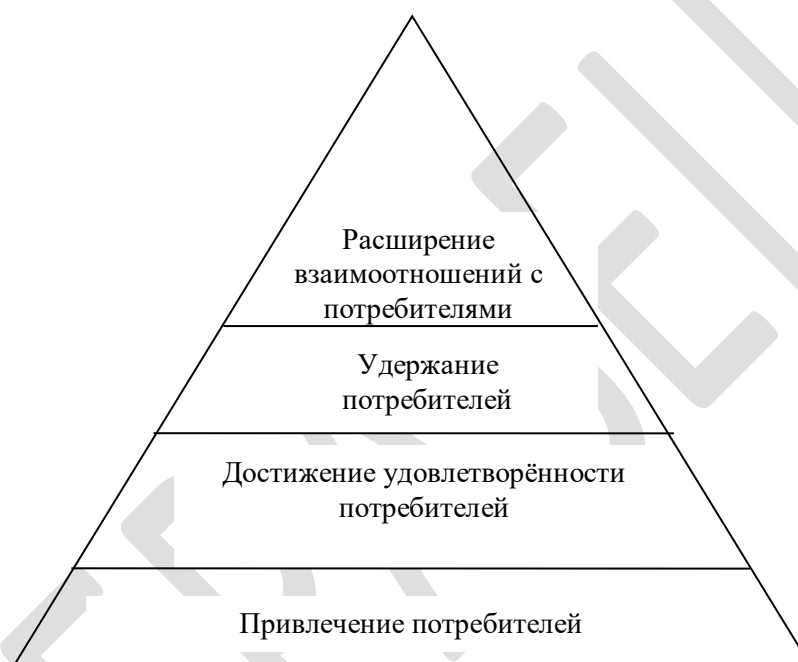 Расширение
взаимоотношений с
потребителями
Удержание
потребителей
Достижение удовлетворённости
потребителей
Привлечение потребителей